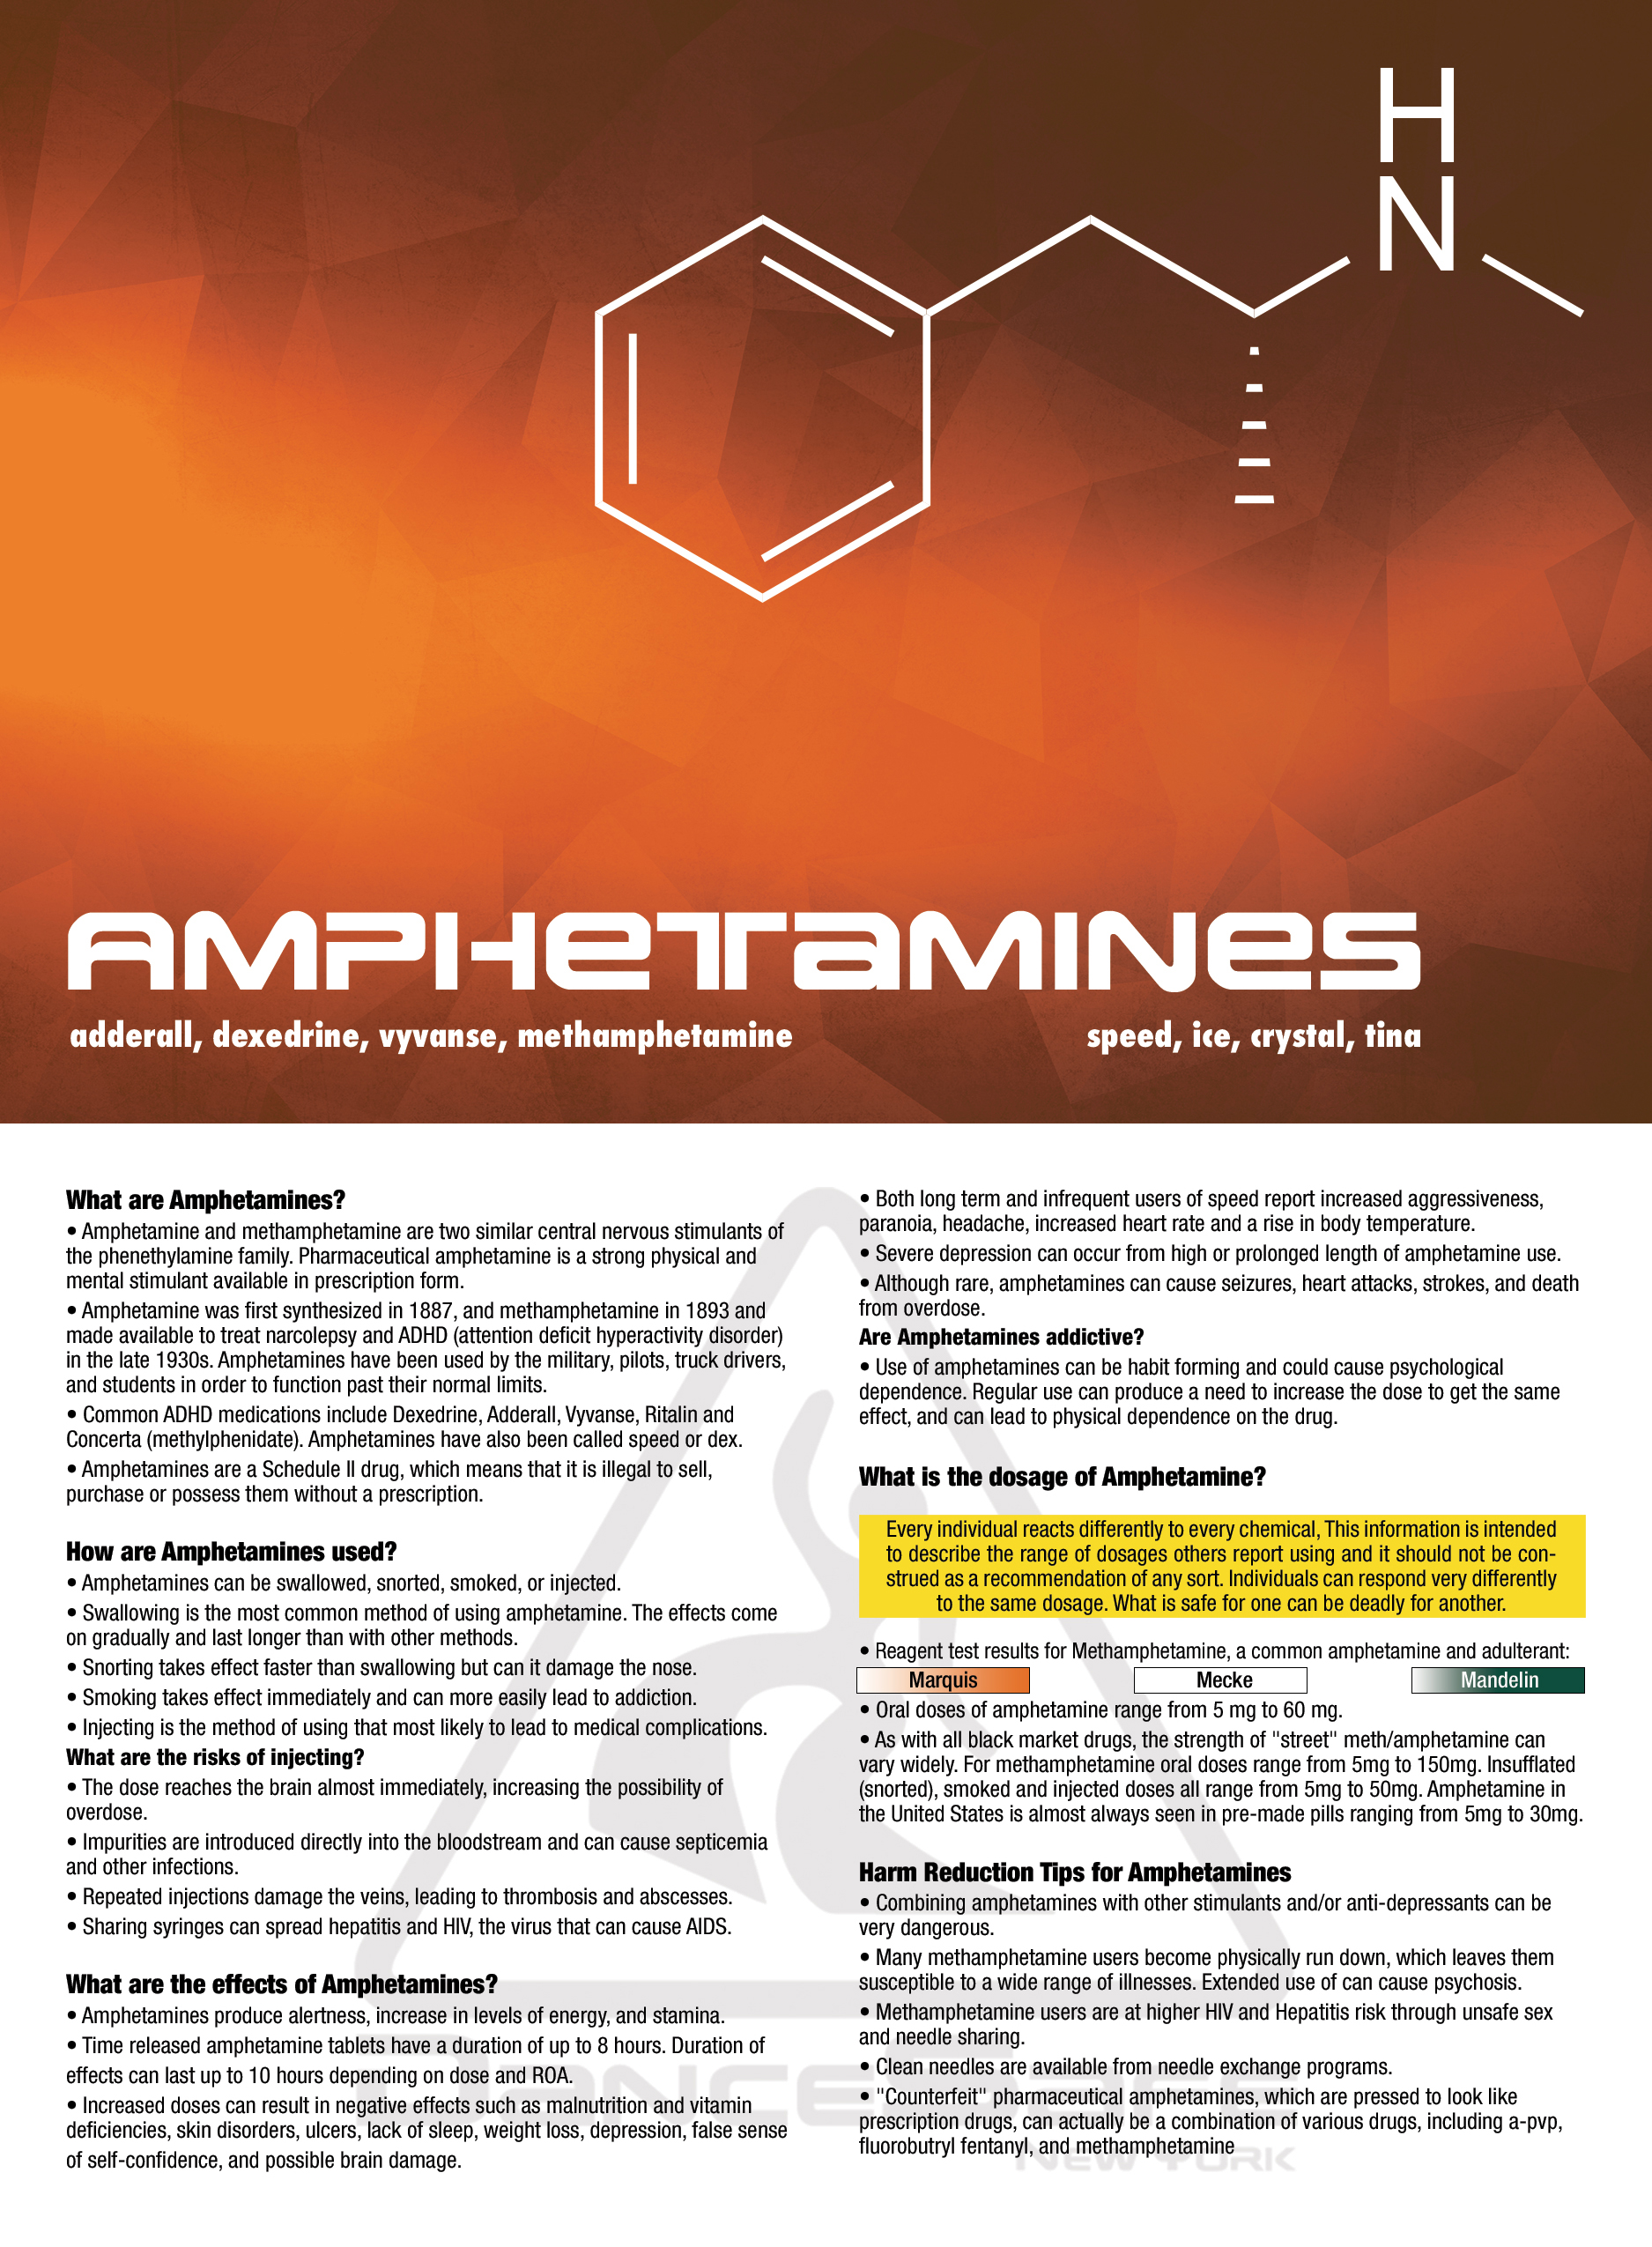 H
N
AMPHETAMINES
adderall, dexedrine, vyvanse, methamphetamine
speed, ice, crystal, tina
What are Amphetamines?
• Amphetamine and methamphetamine are two similar central nervous stimulants of
the phenethylamine family. Pharmaceutical amphetamine is a strong physical and
mental stimulant available in prescription form.
• Amphetamine was first synthesized in 1887, and methamphetamine in 1893 and
made available to treat narcolepsy and ADHD (attention deficit hyperactivity disorder)
in the late 1930s. Amphetamines have been used by the military, pilots, truck drivers,
and students in order to function past their normal limits.
• Common ADHD medications include Dexedrine, Adderall, Vyvanse, Ritalin and
Concerta (methylphenidate). Amphetamines have also been called speed or dex.
• Amphetamines are a Schedule II drug, which means that it is illegal to sell,
purchase or possess them without a prescription.
How are Amphetamines used?
• Amphetamines can be swallowed, snorted, smoked, or injected.
• Swallowing is the most common method of using amphetamine. The effects come
on gradually and last longer than with other methods.
• Snorting takes effect faster than swallowing but can it damage the nose.
• Smoking takes effect immediately and can more easily lead to addiction.
• Injecting is the method of using that most likely to lead to medical complications.
What are the risks of injecting?
• The dose reaches the brain almost immediately, increasing the possibility of
overdose.
• Impurities are introduced directly into the bloodstream and can cause septicemia
and other infections.
• Repeated injections damage the veins, leading to thrombosis and abscesses.
• Sharing syringes can spread hepatitis and HIV, the virus that can cause AIDS.
What are the effects of Amphetamines?
• Amphetamines produce alertness, increase in levels of energy, and stamina.
• Time released amphetamine tablets have a duration of up to 8 hours. Duration of
effects can last up to 10 hours depending on dose and ROA.
• Increased doses can result in negative effects such as malnutrition and vitamin
deficiencies, skin disorders, ulcers, lack of sleep, weight loss, depression, false sense
of self-confidence, and possible brain damage.
• Both long term and infrequent users of speed report increased aggressiveness,
paranoia, headache, increased heart rate and a rise in body temperature.
• Severe depression can occur from high or prolonged length of amphetamine use.
• Although rare, amphetamines can cause seizures, heart attacks, strokes, and death
from overdose.
Are Amphetamines addictive?
• Use of amphetamines can be habit forming and could cause psychological
dependence. Regular use can produce a need to increase the dose to get the same
effect, and can lead to physical dependence on the drug.
What is the dosage of Amphetamine?
Every individual reacts differently to every chemical, This information is intended
to describe the range of dosages others report using and it should not be con-
strued as a recommendation of any sort. Individuals can respond very differently
to the same dosage. What is safe for one can be deadly for another.
• Reagent test results for Methamphetamine, a common amphetamine and adulterant:
Marquis Mecke Mandelin
• Oral doses of amphetamine range from 5 mg to 60 mg.
• As with all black market drugs, the strength of "street" meth/amphetamine can
vary widely. For methamphetamine oral doses range from 5mg to 150mg. Insufflated
(snorted), smoked and injected doses all range from 5mg to 50mg. Amphetamine in
the United States is almost always seen in pre-made pills ranging from 5mg to 30mg.
Harm Reduction Tips for Amphetamines
• Combining amphetamines with other stimulants and/or anti-depressants can be
very dangerous.
• Many methamphetamine users become physically run down, which leaves them
susceptible to a wide range of illnesses. Extended use of can cause psychosis.
• Methamphetamine users are at higher HIV and Hepatitis risk through unsafe sex
and needle sharing.
• Clean needles are available from needle exchange programs.
• "Counterfeit" pharmaceutical amphetamines, which are pressed to look like
prescription drugs, can actually be a combination of various drugs, including a-pvp,
fluorobutryl fentanyl, and methamphetamine
DANCESAFE
NEW YORK